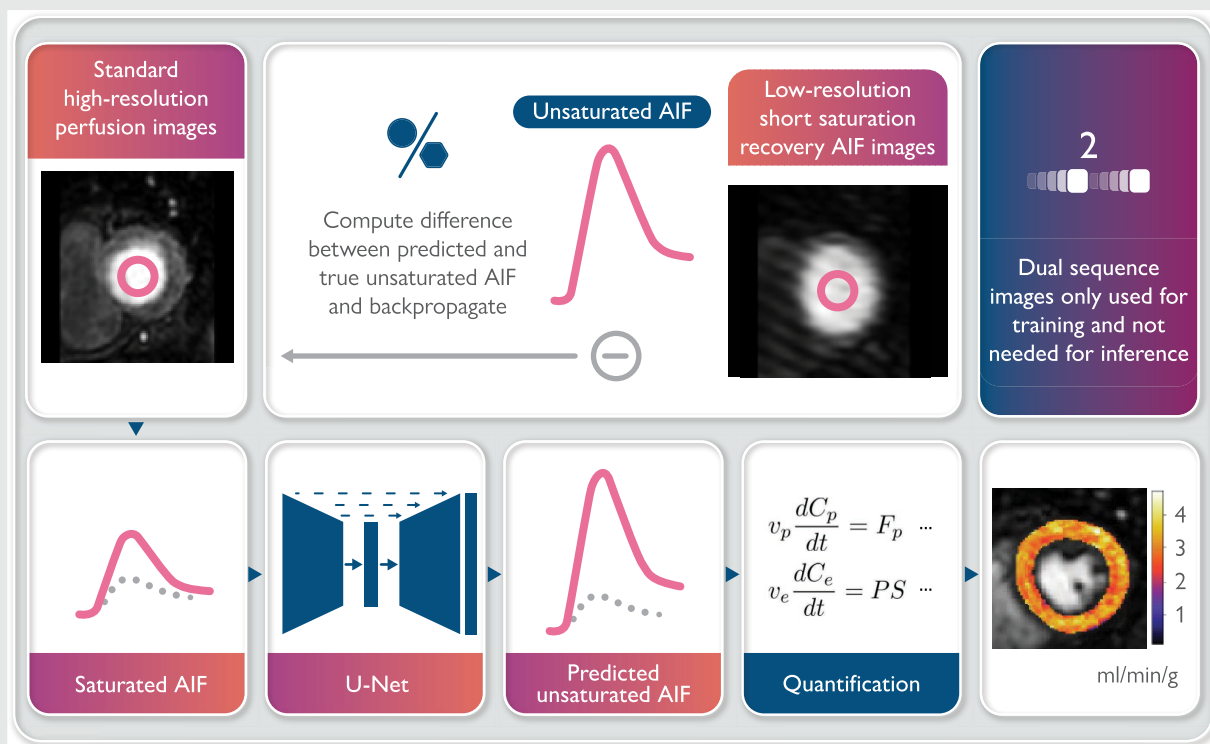 Standard
high-resolution
perfusion images
Compute difference
between predicted and
true unsaturated AIF
and backpropagate
Unsaturated AIF
Low-resolution
short saturation
recovery AIF images
2
Dual sequence
images only used for
training and not
needed for inference
Saturated AIF
U-Net
Predicted
unsaturated AIF
v_p dC_p/dt = F_p ...
v_e dC_e/dt = PS ...
Quantification
4
3
2
1
ml/min/g